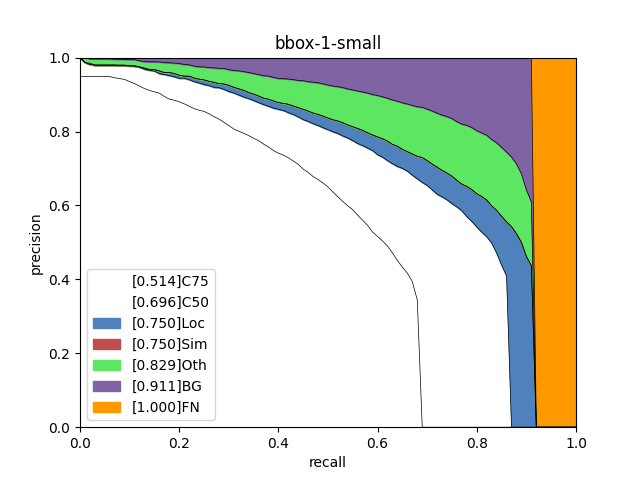 bbox-1-small
1.0
0.8
0.6
0.4
0.2
0.0
precision
[0.514]C75
[0.696]C50
[0.750]Loc
[0.750]Sim
[0.829]Oth
[0.911]BG
[1.000]FN
0.0 0.2 0.4 0.6 0.8 1.0
recall